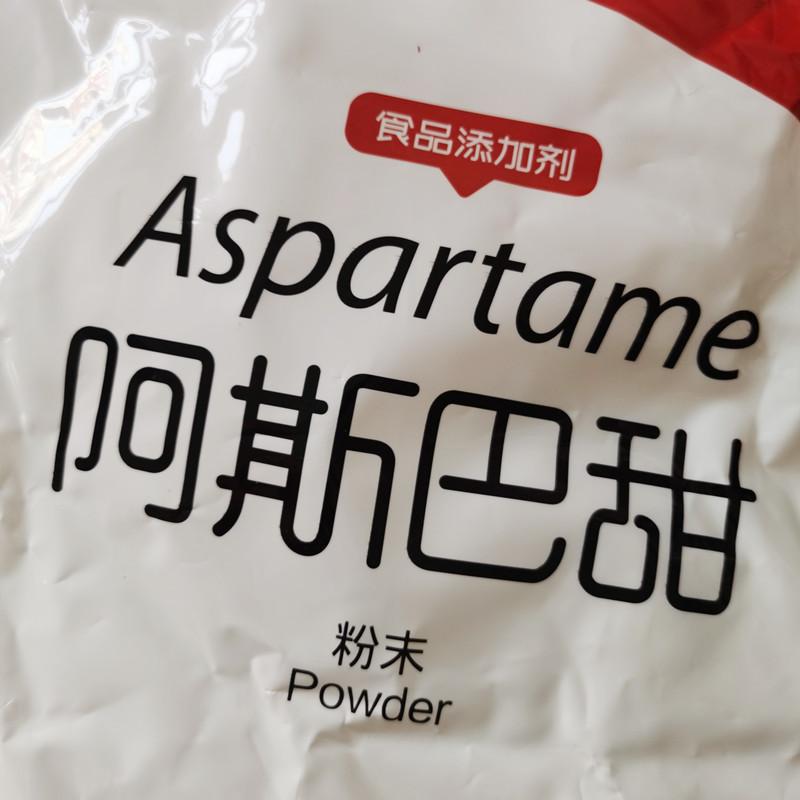 食品添加剂
Aspartame
阿斯巴甜
粉末
Powder